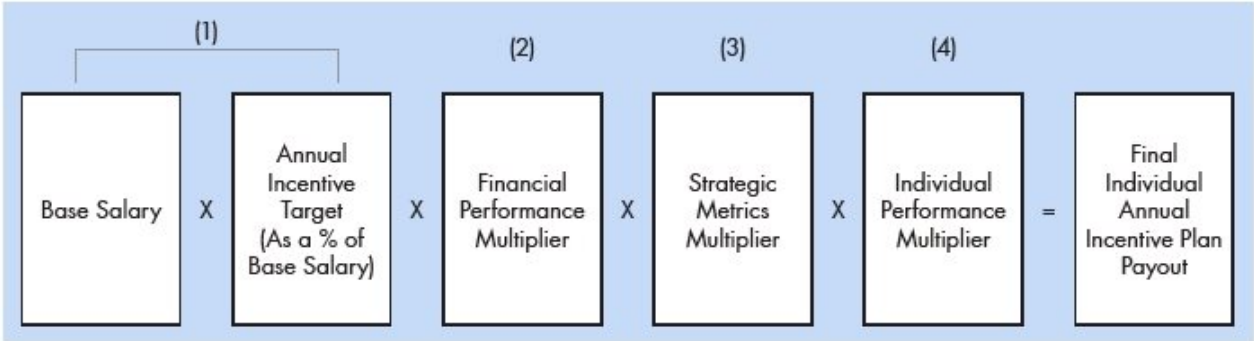 (1)
(2)
(3)
(4)
Base Salary
X
Annual
Incentive
Target
(As a % of
Base Salary)
X
Financial
Performance
Multiplier
X
Strategic
Metrics
Multiplier
X
Individual
Performance
Multiplier
=
Final
Individual
Annual
Incentive Plan
Payout